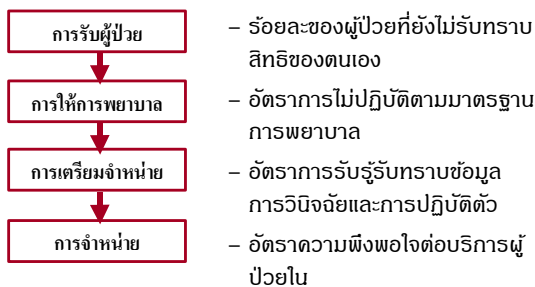 การรับผู้ป่วย
– ร้อยละของผู้ป่วยที่ยังไม่รับทราบ
สิทธิของตนเอง
การให้การพยาบาล
– อัตราการไม่ปฏิบัติตามมาตรฐาน
การพยาบาล
การเตรียมจำหน่าย
– อัตราการรับรู้รับทราบข้อมูล
การวินิจฉัยและการปฏิบัติตัว
การจำหน่าย
– อัตราความพึงพอใจต่อบริการผู้
ป่วยใน